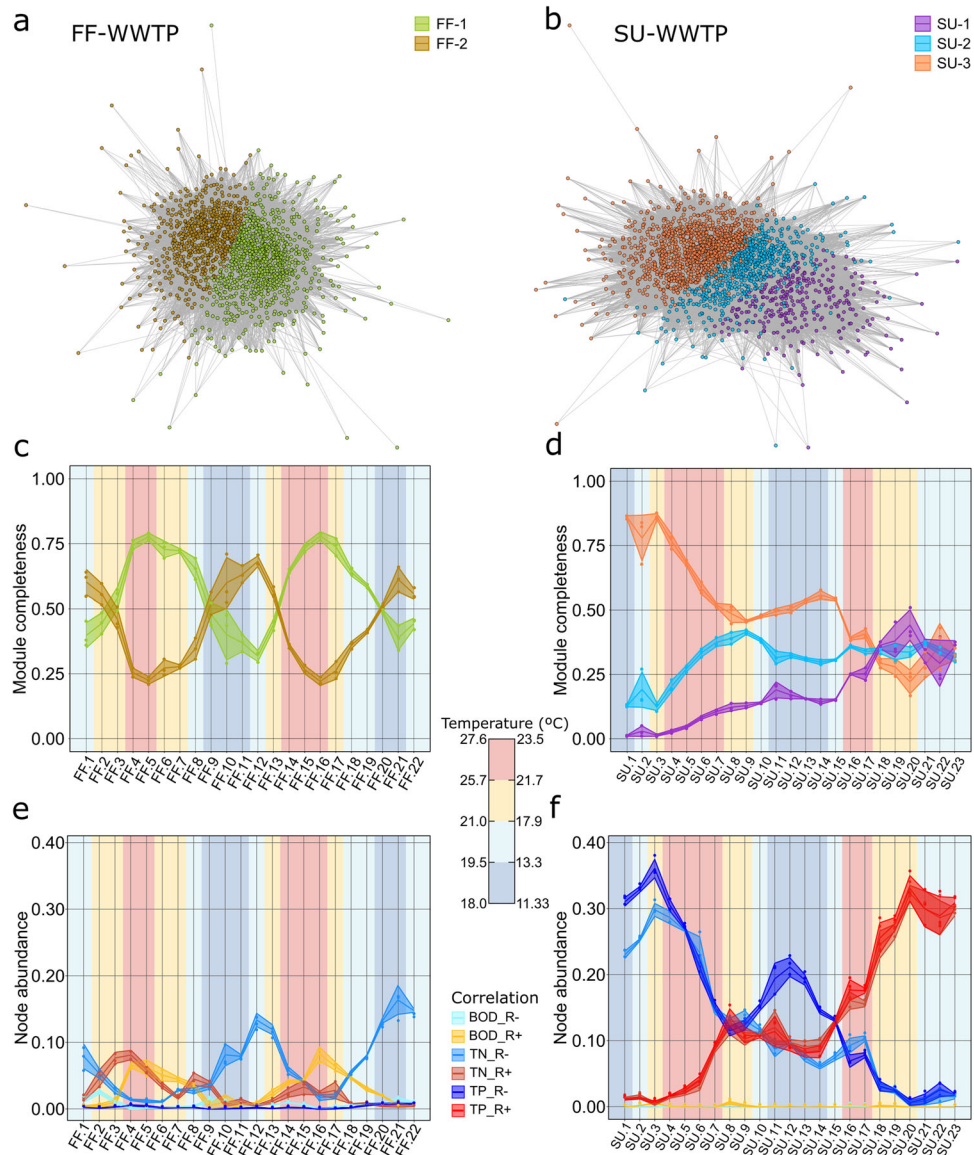 a
FF-WWTP
FF-1
FF-2
b
SU-WWTP
SU-1
SU-2
SU-3
c
Module completeness
1.00
0.75
0.50
0.25
0.00
FF.1
FF.2
FF.3
FF.4
FF.5
FF.6
FF.7
FF.8
FF.9
FF.10
FF.11
FF.12
FF.13
FF.14
FF.15
FF.16
FF.17
FF.18
FF.19
FF.20
FF.21
FF.22
d
Module completeness
1.00
0.75
0.50
0.25
0.00
SU.1
SU.2
SU.3
SU.4
SU.5
SU.6
SU.7
SU.8
SU.9
SU.10
SU.11
SU.12
SU.13
SU.14
SU.15
SU.16
SU.17
SU.18
SU.19
SU.20
SU.21
SU.22
SU.23
Temperature (ºC)
27.6 23.5
25.7 21.7
21.0 17.9
19.5 13.3
18.0 11.33
e
Node abundance
0.40
0.30
0.20
0.10
0.00
FF.1
FF.2
FF.3
FF.4
FF.5
FF.6
FF.7
FF.8
FF.9
FF.10
FF.11
FF.12
FF.13
FF.14
FF.15
FF.16
FF.17
FF.18
FF.19
FF.20
FF.21
FF.22
Correlation
BOD_R-
BOD_R+
TN_R-
TN_R+
TP_R-
TP_R+
f
Node abundance
0.40
0.30
0.20
0.10
0.00
SU.1
SU.2
SU.3
SU.4
SU.5
SU.6
SU.7
SU.8
SU.9
SU.10
SU.11
SU.12
SU.13
SU.14
SU.15
SU.16
SU.17
SU.18
SU.19
SU.20
SU.21
SU.22
SU.23